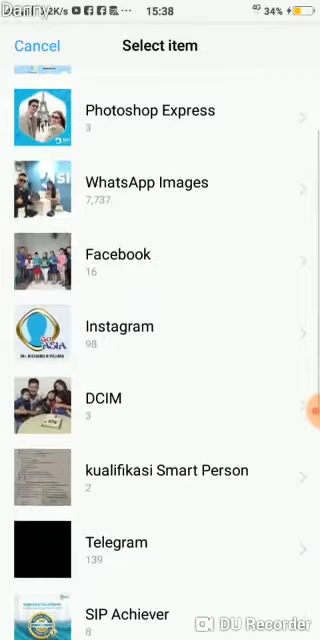 Danny
2K/s
15:38
4G 34%
Cancel
Select item
Photoshop Express
3
WhatsApp Images
7,737
Facebook
16
Instagram
98
DCIM
3
kualifikasi Smart Person
2
Telegram
139
SIP Achiever
8
DU Recorder